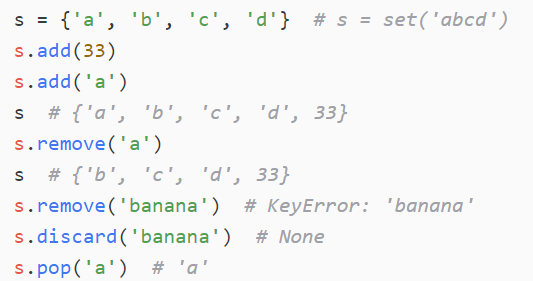 s = {'a', 'b', 'c', 'd'}  # s = set('abcd')
s.add(33)
s.add('a')
s  # {'a', 'b', 'c', 'd', 33}
s.remove('a')
s  # {'b', 'c', 'd', 33}
s.remove('banana')  # KeyError: 'banana'
s.discard('banana')  # None
s.pop('a')  # 'a'